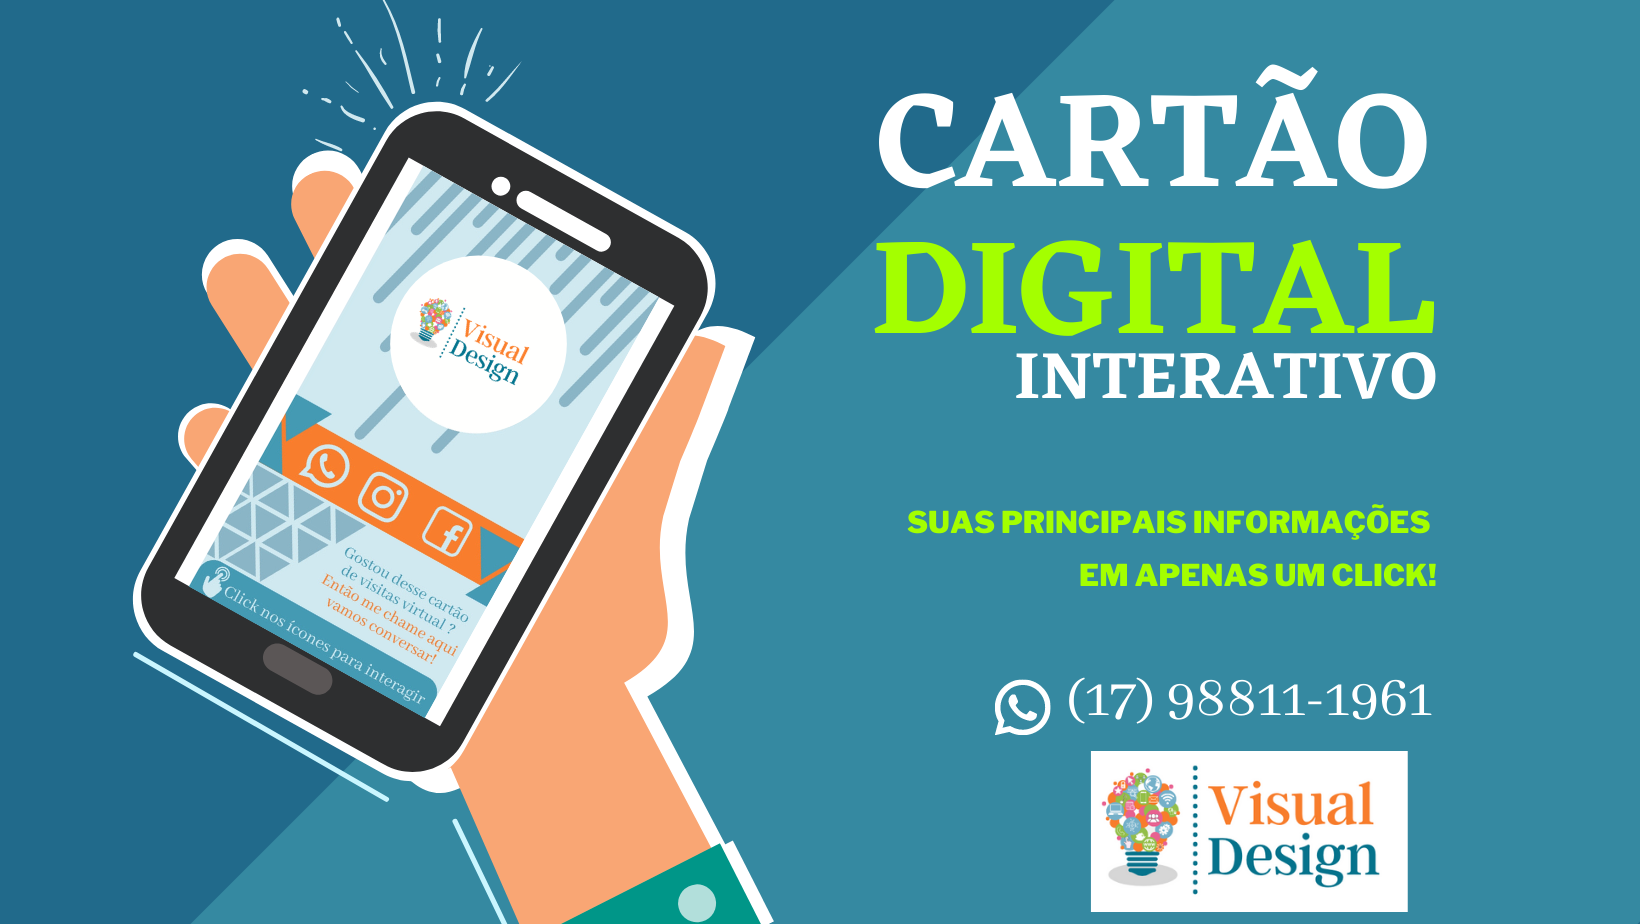 CARTÃO
DIGITAL
INTERATIVO
SUAS PRINCIPAIS INFORMAÇÕES
EM APENAS UM CLICK!
(17) 98811-1961
Visual
Design
Visual
Design
Gostou desse cartão
de visitas virtual ?
Então me chame aqui
vamos conversar!
Click nos ícones para interagir